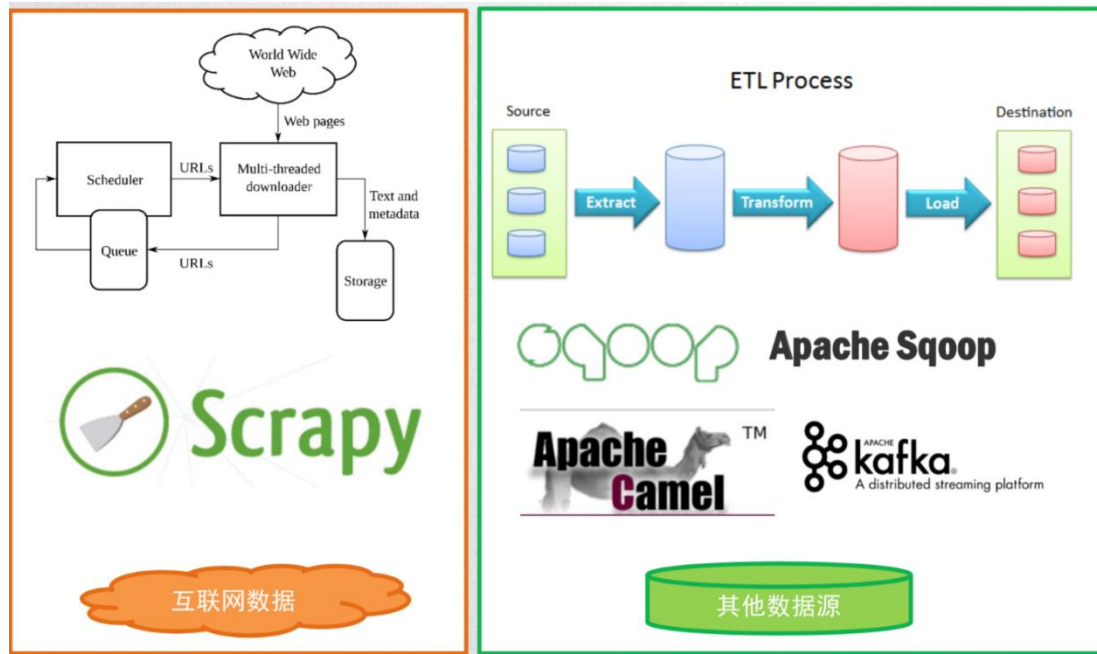 World Wide
Web
Web pages
Scheduler
URLs
Multi-threaded
downloader
Text and
metadata
Queue
URLs
Storage
Scrapy
互联网数据
ETL Process
Source
Destination
Extract
Transform
Load
sqoop
Apache Sqoop
Apache
Camel
TM
APACHE
kafka®
A distributed streaming platform
其他数据源